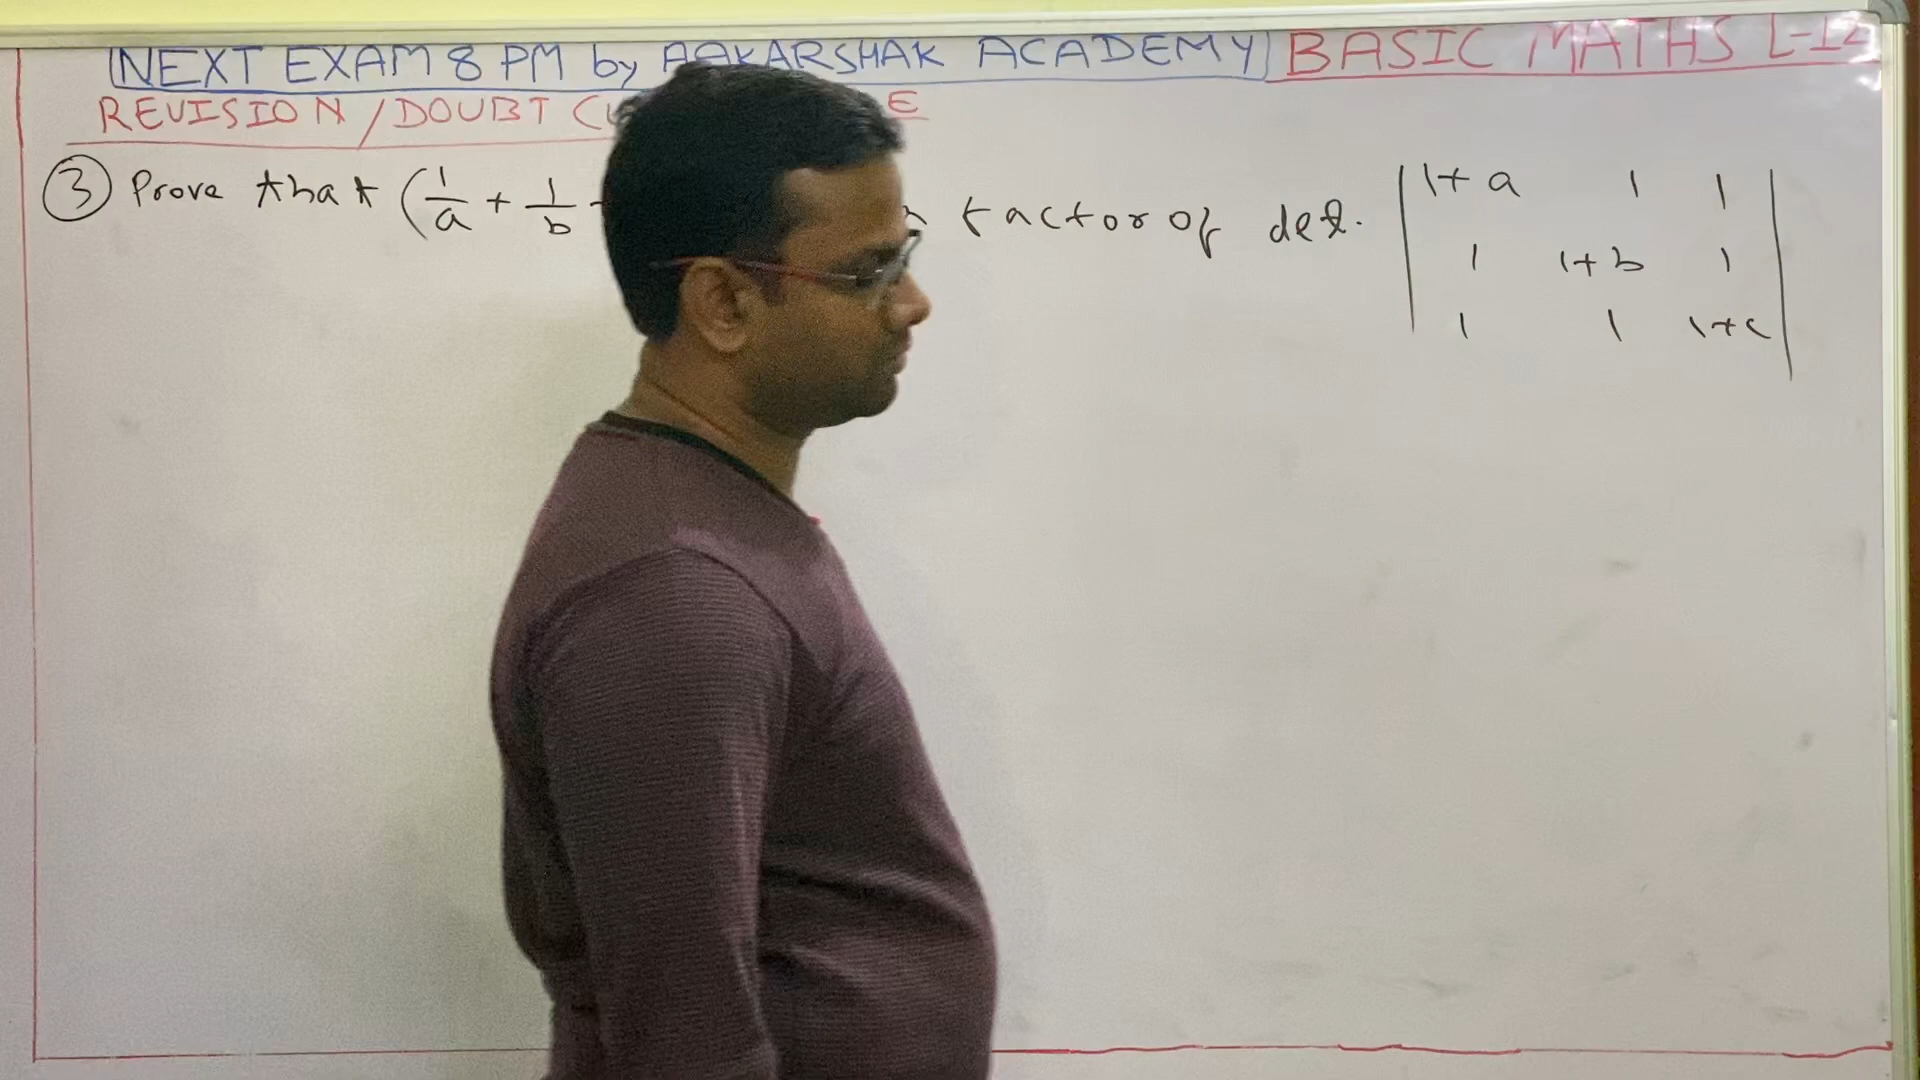 NEXT EXAM 8 PM by AAKARSHAK ACADEMY BASIC MATHS L-12
REVISION / DOUBT
③ Prove that (1/a + 1/b factor of det. | 1+a 1 1 |
| 1 1+b 1 |
| 1 1 1+c |